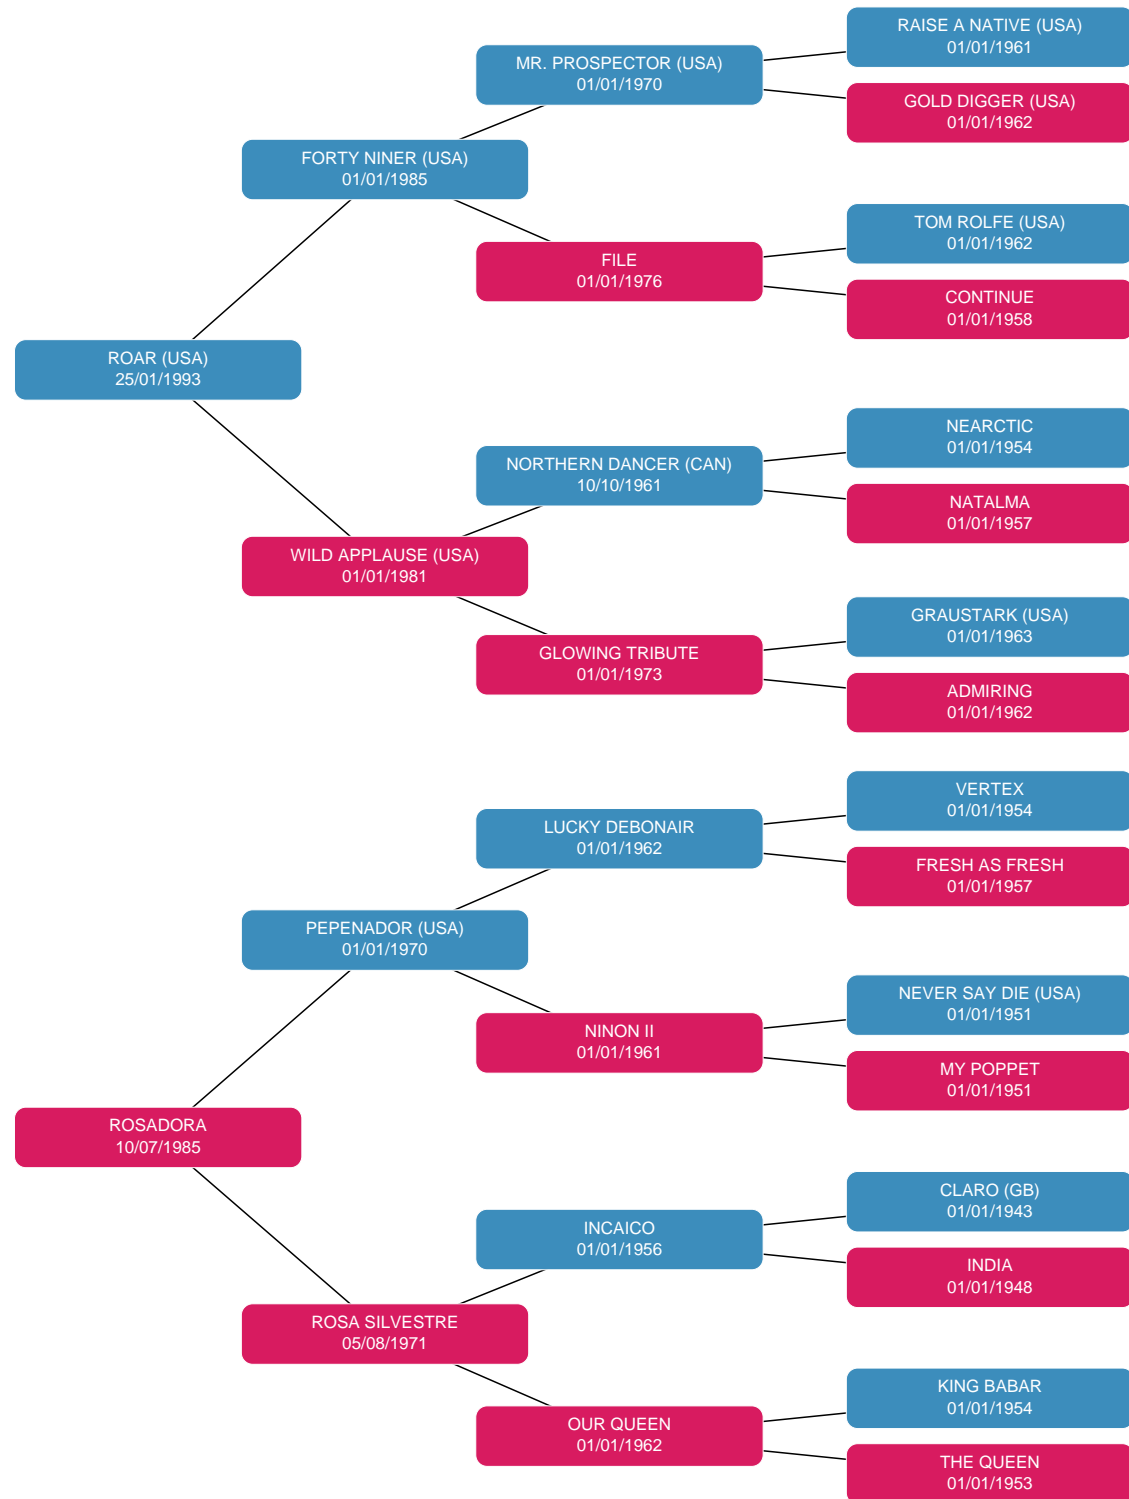 RAISE A NATIVE (USA)
01/01/1961
MR. PROSPECTOR (USA)
01/01/1970
GOLD DIGGER (USA)
01/01/1962
FORTY NINER (USA)
01/01/1985
TOM ROLFE (USA)
01/01/1962
FILE
01/01/1976
CONTINUE
01/01/1958
ROAR (USA)
25/01/1993
NEARCTIC
01/01/1954
NORTHERN DANCER (CAN)
10/10/1961
NATALMA
01/01/1957
WILD APPLAUSE (USA)
01/01/1981
GRAUSTARK (USA)
01/01/1963
GLOWING TRIBUTE
01/01/1973
ADMIRING
01/01/1962
VERTEX
01/01/1954
LUCKY DEBONAIR
01/01/1962
FRESH AS FRESH
01/01/1957
PEPENADOR (USA)
01/01/1970
NEVER SAY DIE (USA)
01/01/1951
NINON II
01/01/1961
MY POPPET
01/01/1951
ROSADORA
10/07/1985
CLARO (GB)
01/01/1943
INCAICO
01/01/1956
INDIA
01/01/1948
ROSA SILVESTRE
05/08/1971
KING BABAR
01/01/1954
OUR QUEEN
01/01/1962
THE QUEEN
01/01/1953